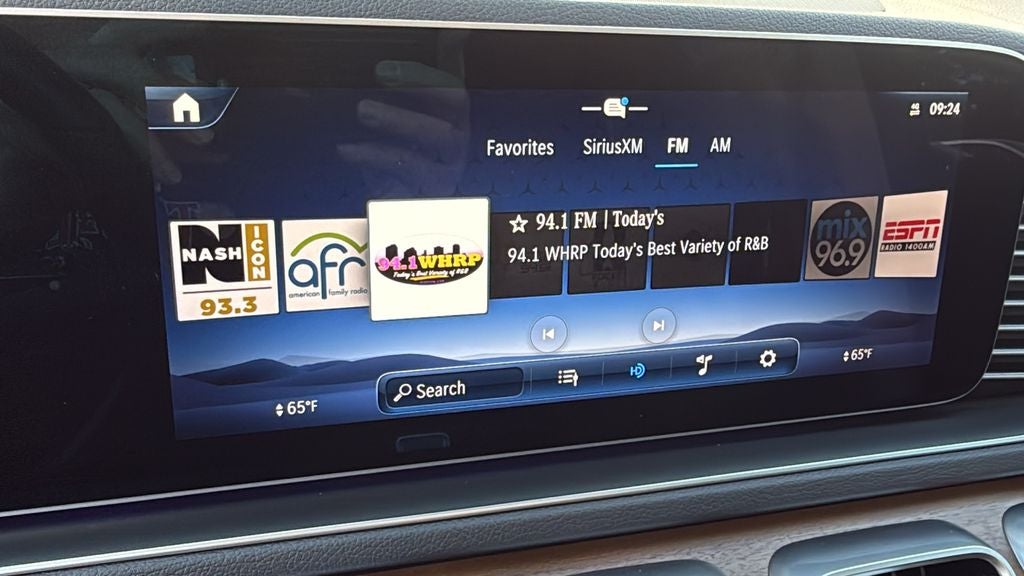 4G
09:24
Favorites SiriusXM FM AM
NASH ICON
93.3
afr
american family radio
94.1 WHRP
Today's Best Variety of R&B
94.1 FM | Today's
94.1 WHRP Today's Best Variety of R&B
mix
96.9
ESPN
RADIO 1400AM
65°F
Search
HD
65°F